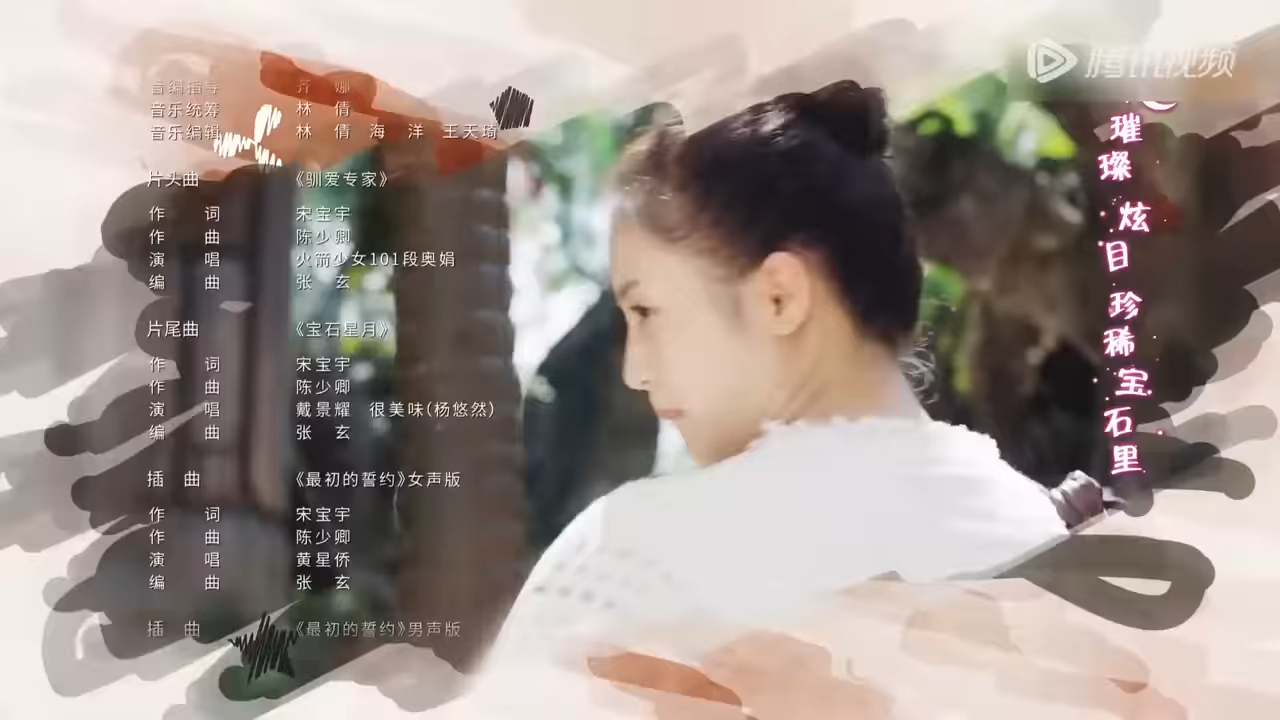 音编指导 齐 娜
音乐统筹 林 倩
音乐编辑 林 倩 海 洋 王天琦
片头曲 《驯爱专家》
作 词 宋宝宇
作 曲 陈少卿
演 唱 火箭少女101段奥娟
编 曲 张 玄
片尾曲 《宝石星月》
作 词 宋宝宇
作 曲 陈少卿
演 唱 戴景耀 很美味(杨悠然)
编 曲 张 玄
插 曲 《最初的誓约》女声版
作 词 宋宝宇
作 曲 陈少卿
演 唱 黄星侨
编 曲 张 玄
插 曲 《最初的誓约》男声版
腾讯视频
璀璨 炫目 珍稀宝石里